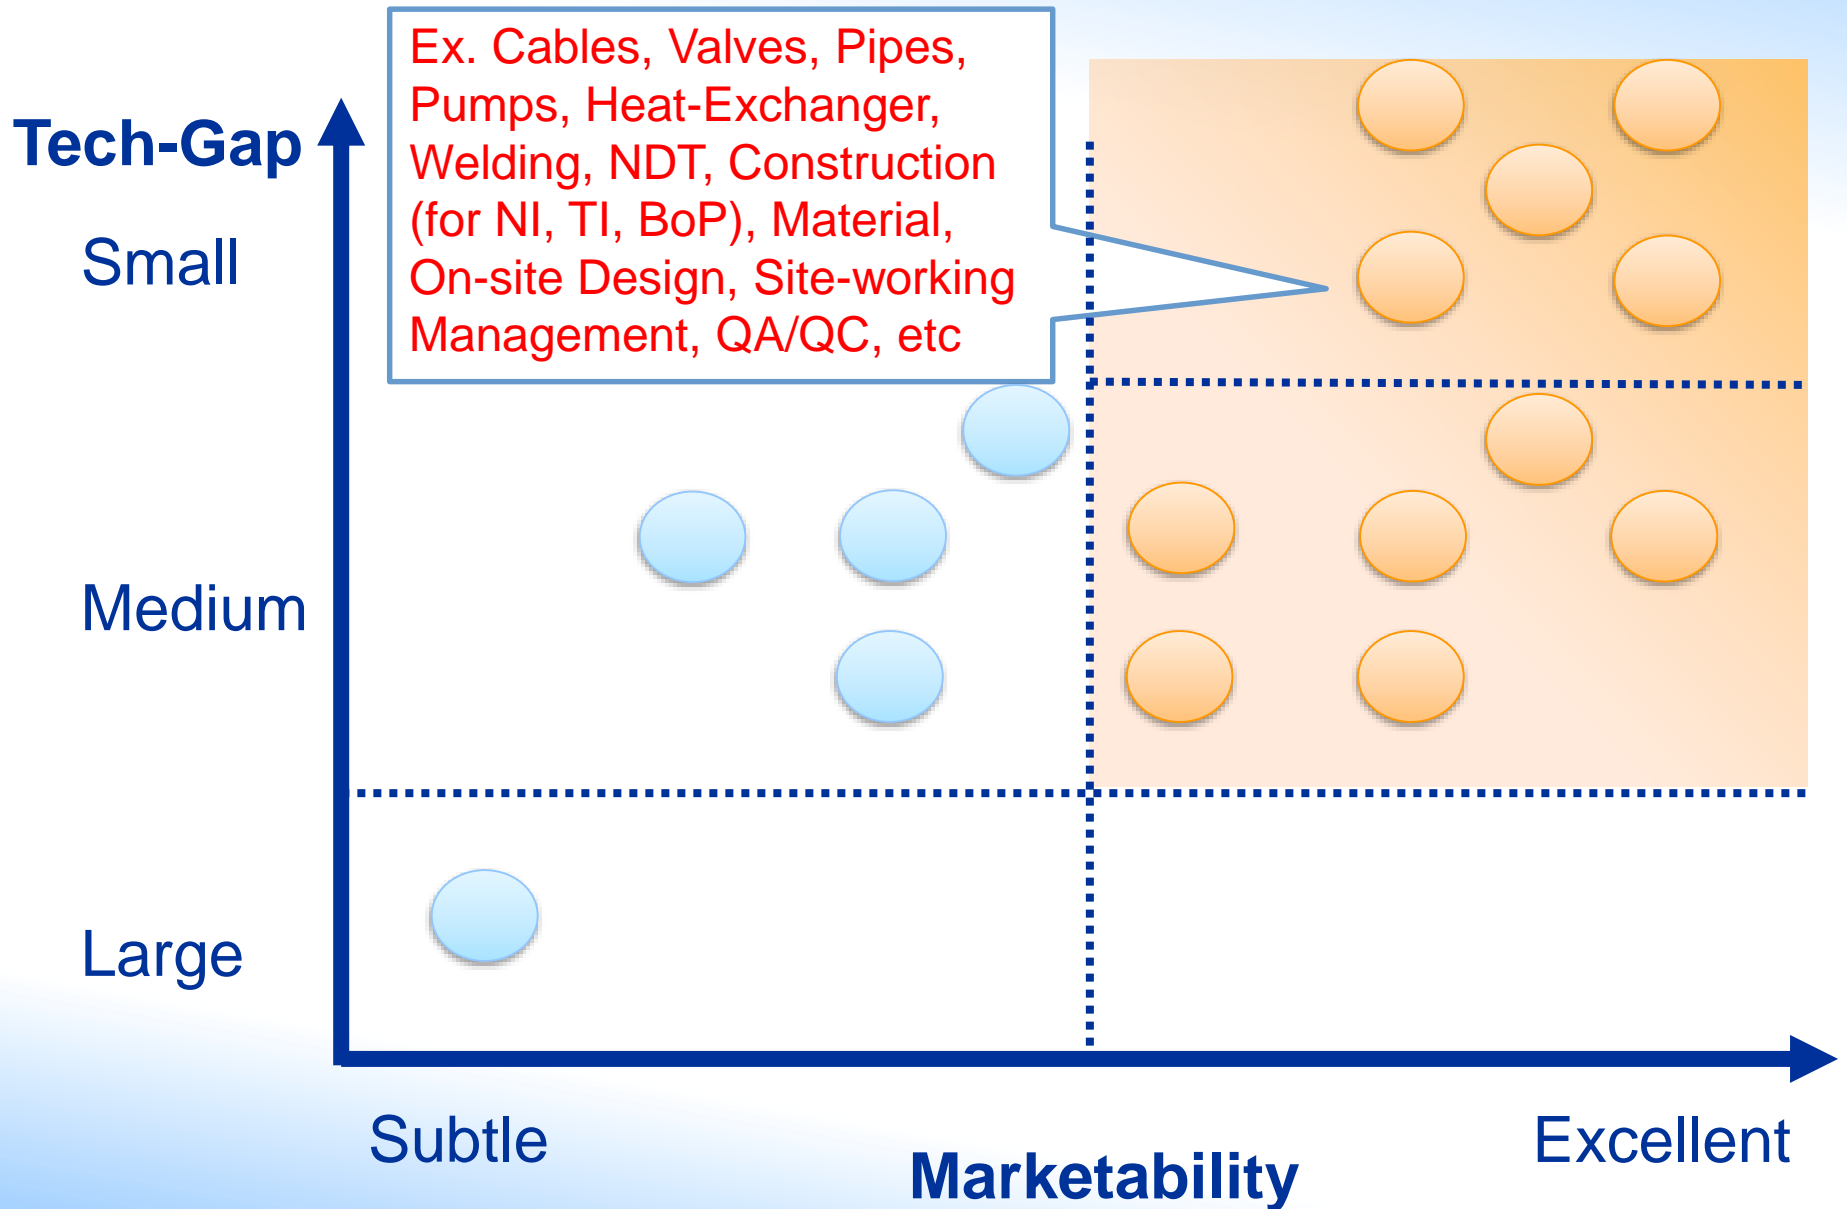 Ex. Cables, Valves, Pipes,
Pumps, Heat-Exchanger,
Welding, NDT, Construction
(for NI, TI, BoP), Material,
On-site Design, Site-working
Management, QA/QC, etc
Tech-Gap
Small
Medium
Large
Subtle
Excellent
Marketability